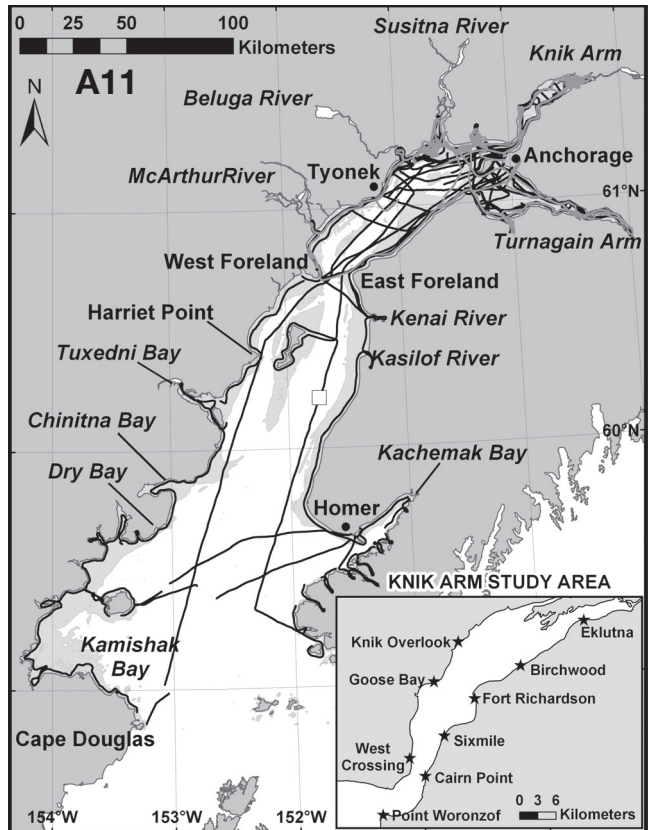 0 25 50 100
Kilometers
A11
N
Susitna River
Knik Arm
Beluga River
Anchorage
McArthurRiver
Tyonek
61°N
Turnagain Arm
West Foreland
East Foreland
Harriet Point
Kenai River
Tuxedni Bay
Kasilof River
Chinitna Bay
60°N
Kachemak Bay
Dry Bay
Homer
KNIK ARM STUDY AREA
Knik Overlook
Eklutna
Birchwood
Goose Bay
Fort Richardson
Kamishak
Bay
Sixmile
West
Crossing
Cairn Point
Cape Douglas
Point Woronzof
0 3 6
Kilometers
154°W
153°W
152°W